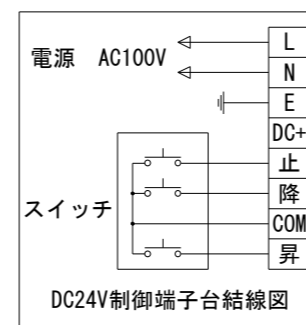 電源 AC100V
L
N
E
DC+
止
降
COM
昇
スイッチ
DC24V制御端子台結線図